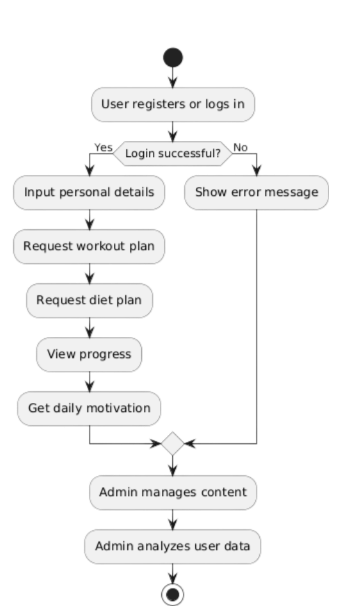 User registers or logs in
Yes
Login successful?
No
Input personal details
Show error message
Request workout plan
Request diet plan
View progress
Get daily motivation
Admin manages content
Admin analyzes user data